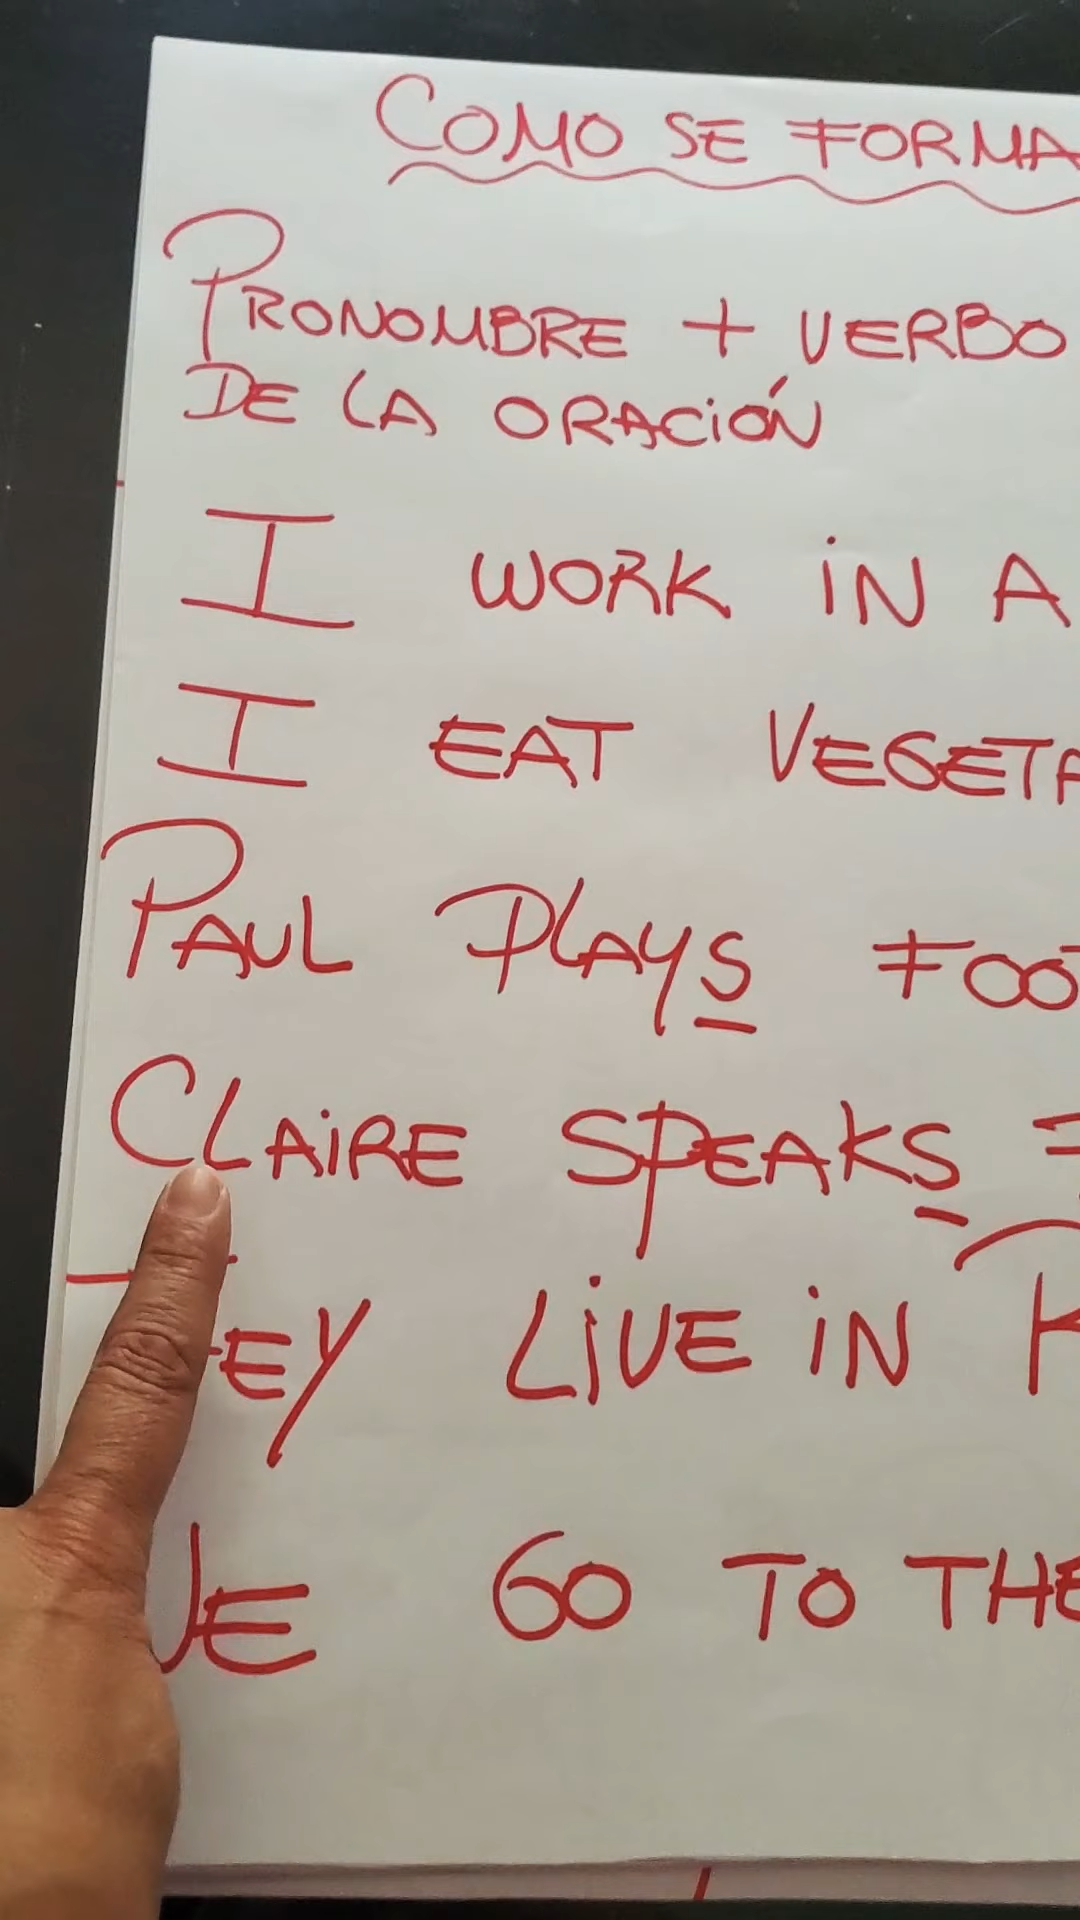 COMO SE FORMA
PRONOMBRE + VERBO
DE LA ORACIÓN
I WORK IN A
I EAT VEGETA
PAUL PLAYS FOOT
CLAIRE SPEAKS
EY LIVE IN
GO TO THE